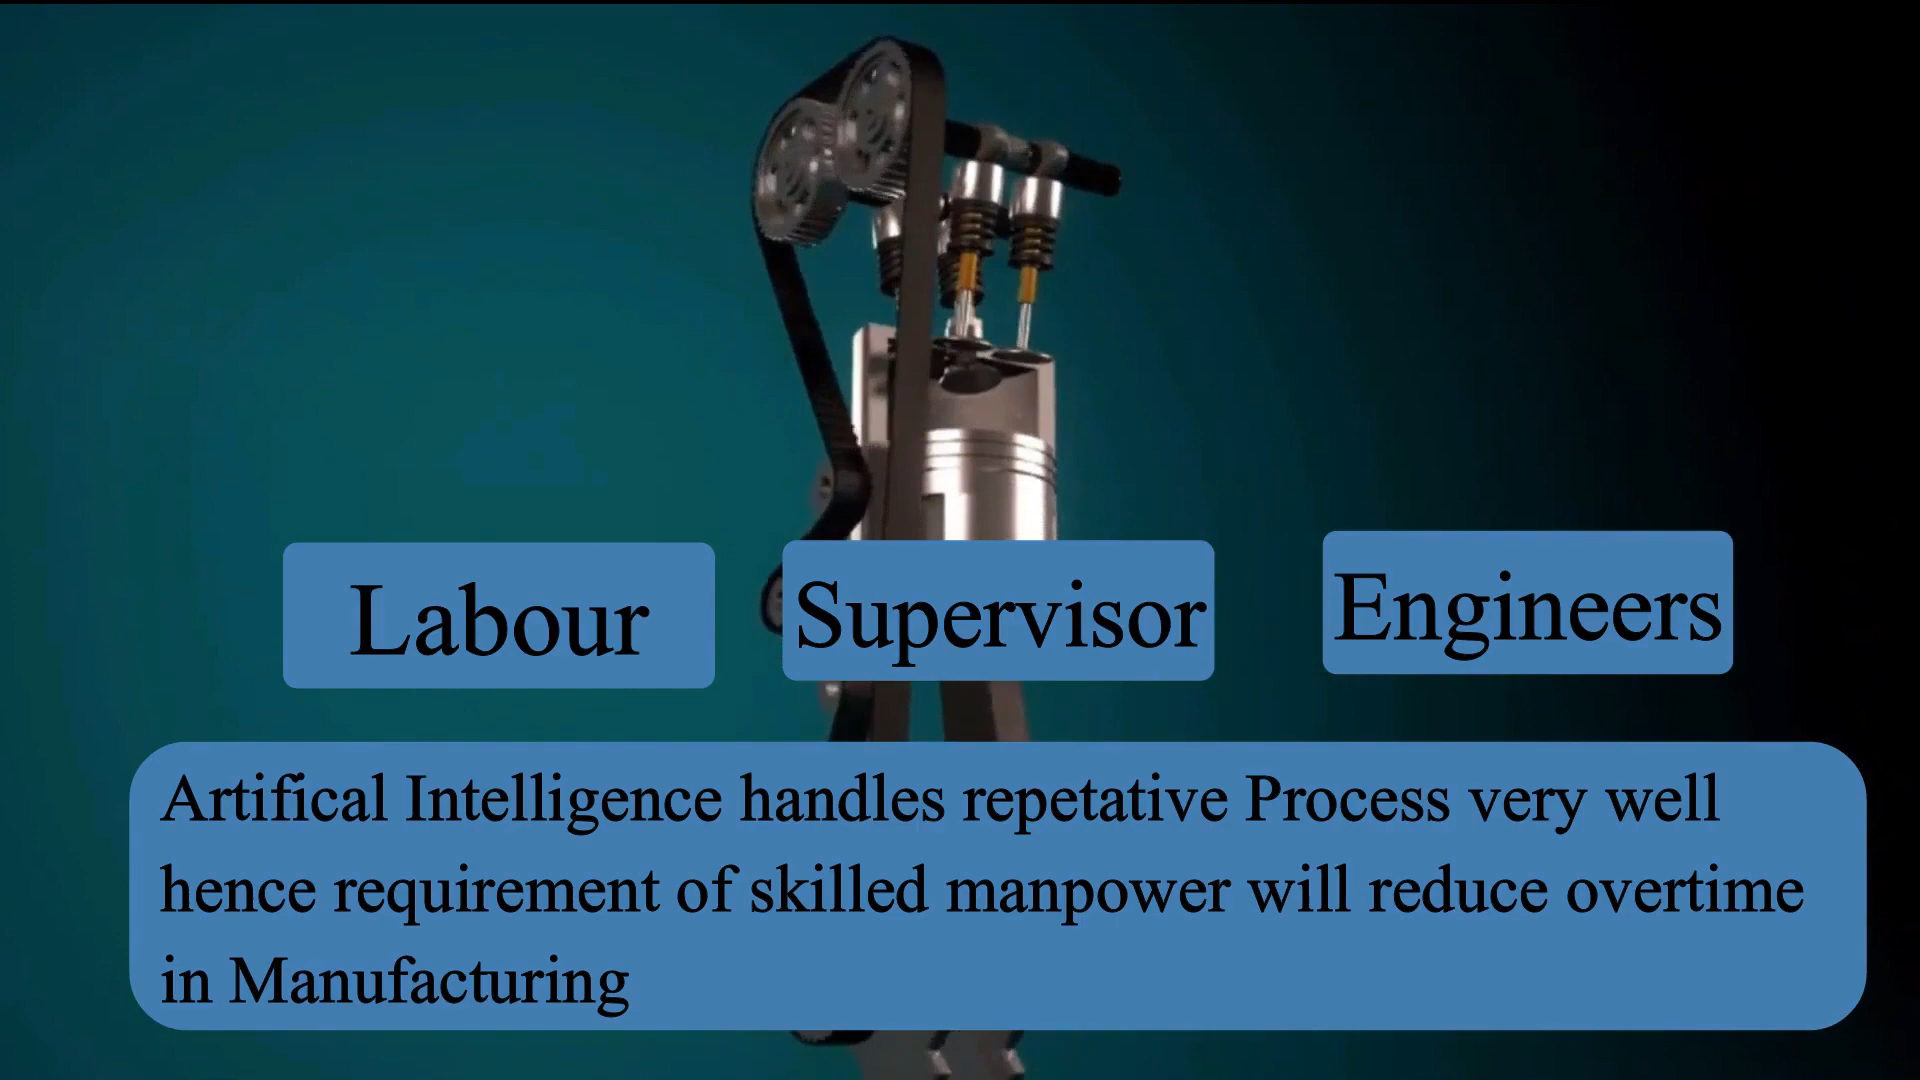 Labour
Supervisor
Engineers
Artifical Intelligence handles repetative Process very well
hence requirement of skilled manpower will reduce overtime
in Manufacturing